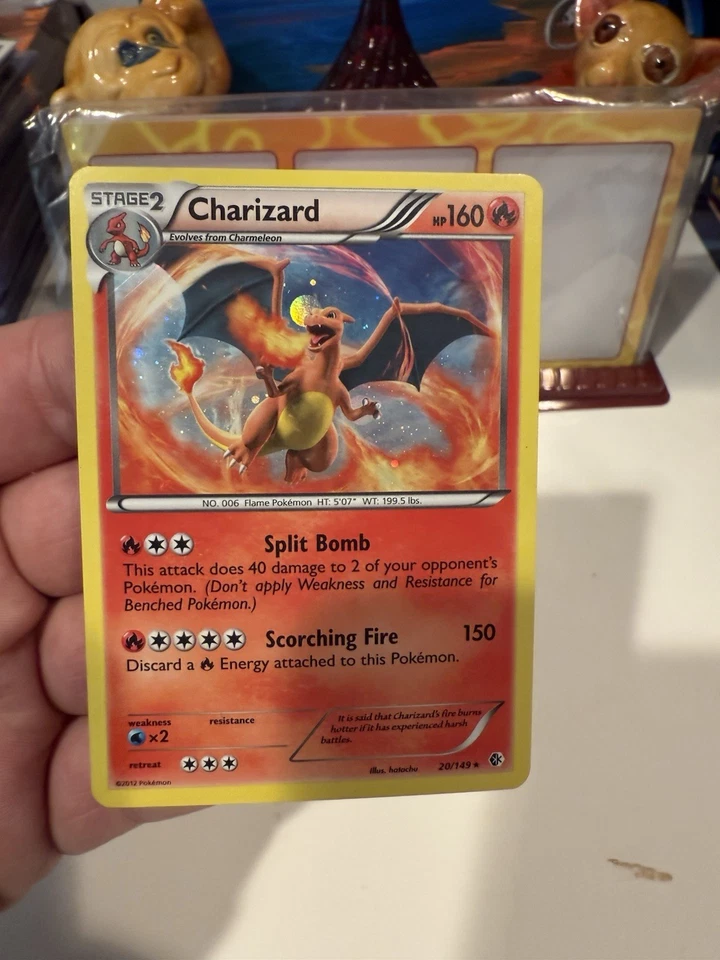 STAGE2 Charizard HP160
Evolves from Charmeleon
NO. 006 Flame Pokémon HT: 5'07" WT: 199.5 lbs.
Split Bomb
This attack does 40 damage to 2 of your opponent's
Pokémon. (Don't apply Weakness and Resistance for
Benched Pokémon.)
Scorching Fire 150
Discard a Energy attached to this Pokémon.
weakness resistance
×2
It is said that Charizard's fire burns
hotter if it has experienced harsh
battles.
retreat
Illus. hatachu 20/149
©2012 Pokémon